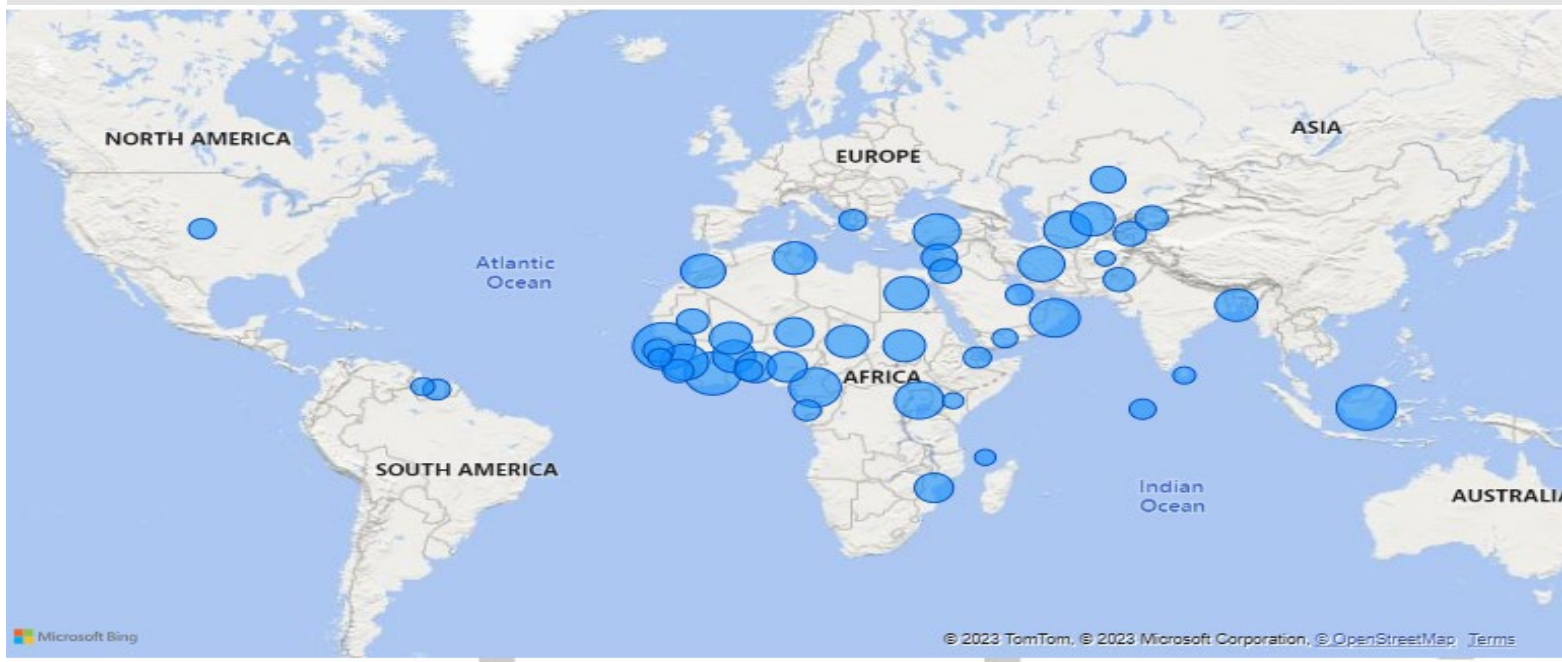 NORTH AMERICA
ASIA
EUROPE
Atlantic
Ocean
AFRICA
SOUTH AMERICA
Indian
Ocean
AUSTRALIA
Microsoft Bing
© 2023 TomTom, © 2023 Microsoft Corporation, © OpenStreetMap Terms